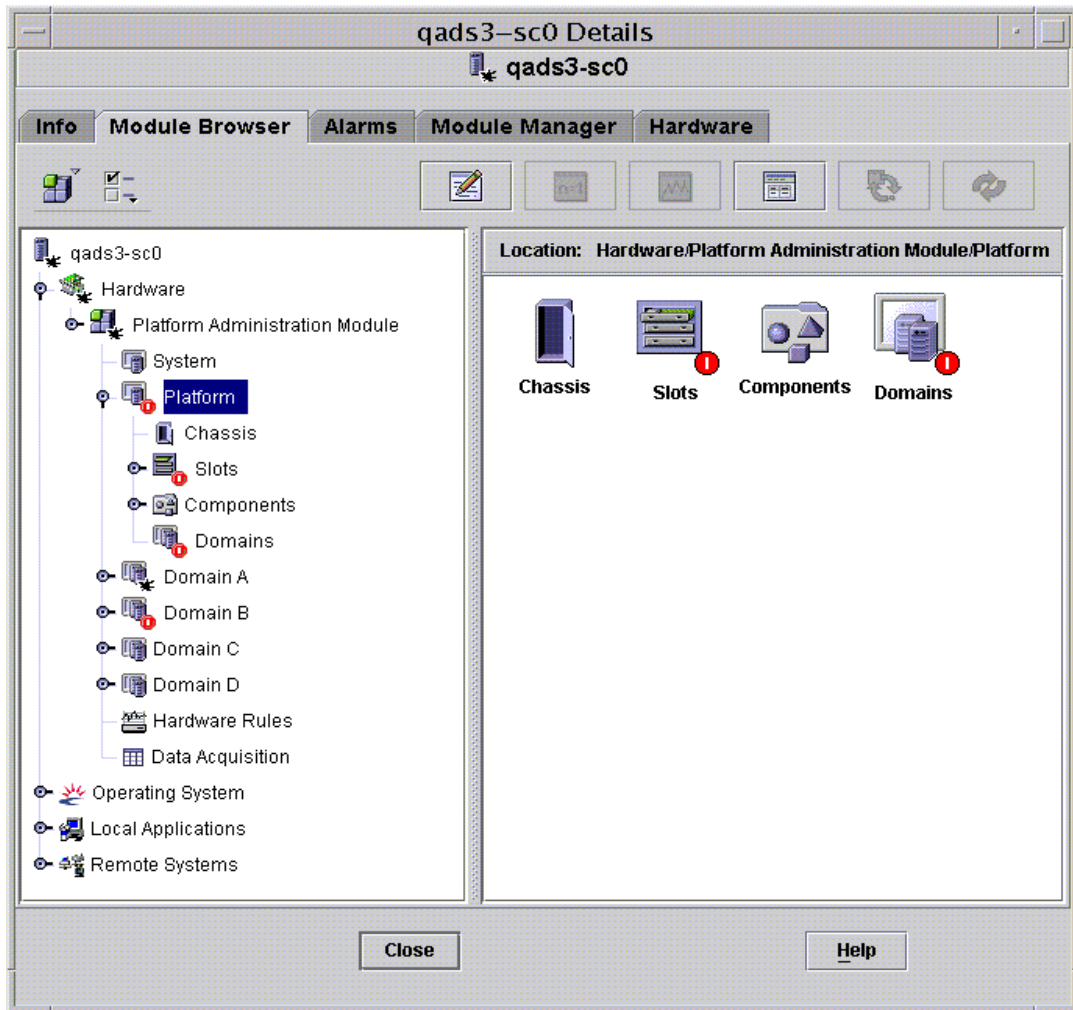 qads3–sc0 Details
qads3-sc0
Info Module Browser Alarms Module Manager Hardware
qads3-sc0
Hardware
Platform Administration Module
System
Platform
Chassis
Slots
Components
Domains
Domain A
Domain B
Domain C
Domain D
Hardware Rules
Data Acquisition
Operating System
Local Applications
Remote Systems
Location: Hardware/Platform Administration Module/Platform
Chassis Slots Components Domains
Close Help